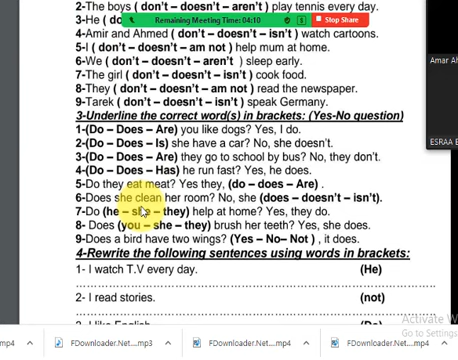 2-The boys ( don't – doesn't – aren't ) play tennis every day.
3-He ( do
Remaining Meeting Time: 04:10
Stop Share
4-Amir and Ahmed ( don't – doesn't – isn't ) watch cartoons.
5-I ( don't – doesn't – am not ) help mum at home.
6-We ( don't – doesn't – aren't ) sleep early.
7-The girl ( don't – doesn't – isn't ) cook food.
8-They ( don't – doesn't – am not ) read the newspaper.
9-Tarek ( don't – doesn't – isn't ) speak Germany.
3-Underline the correct word(s) in brackets: (Yes-No question)
1-(Do – Does – Are) you like dogs? Yes, I do.
2-(Do – Does – Is) she have a car? No, she doesn't.
3-(Do – Does – Are) they go to school by bus? No, they don't.
4-(Do – Does – Has) he run fast? Yes, he does.
5-Do they eat meat? Yes they, (do – does – Are) .
6-Does she clean her room? No, she (does – doesn't – isn't).
7-Do (he – she – they) help at home? Yes, they do.
8- Does (you – she – they) brush her teeth? Yes, she does.
9-Does a bird have two wings? (Yes – No– Not ) , it does.
4-Rewrite the following sentences using words in brackets:
1- I watch T.V every day. (He)
2- I read stories. (not)
Amar Al
ESRAA E
Activate W
Go to Settings
mp4
FDownloader.Net....mp3
FDownloader.Net....mp4
FDownloader.Net....mp4